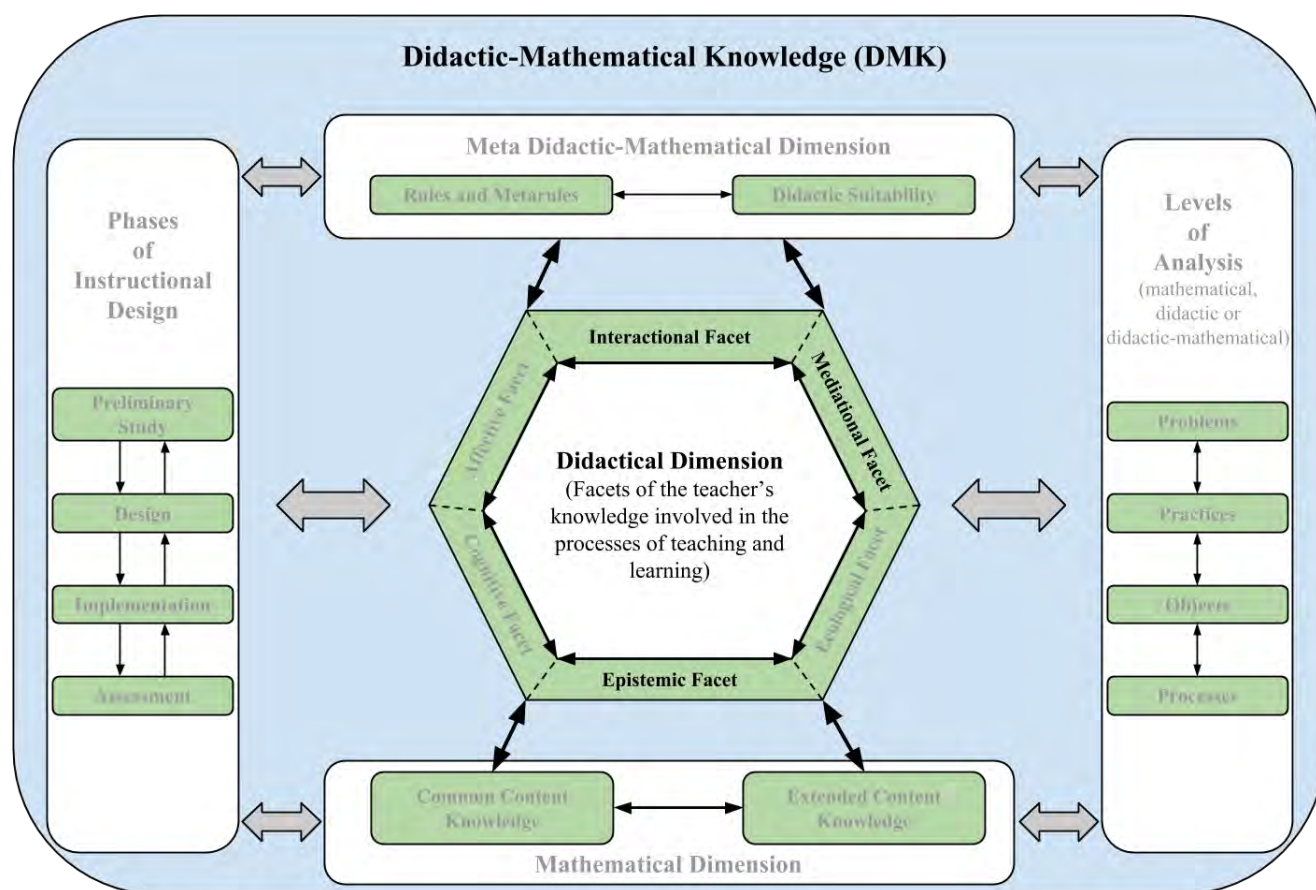 Didactic-Mathematical Knowledge (DMK)
Meta Didactic-Mathematical Dimension
Rules and Metarules
Didactic Suitability
Phases
of
Instructional
Design
Preliminary
Study
Design
Implementation
Assessment
Interactional Facet
Affective Facet
Mediational Facet
Didactical Dimension
(Facets of the teacher's
knowledge involved in the
processes of teaching and
learning)
Cognitive Facet
Ecological Facet
Epistemic Facet
Levels
of
Analysis
(mathematical,
didactic or
didactic-mathematical)
Problems
Practices
Objects
Processes
Common Content
Knowledge
Extended Content
Knowledge
Mathematical Dimension